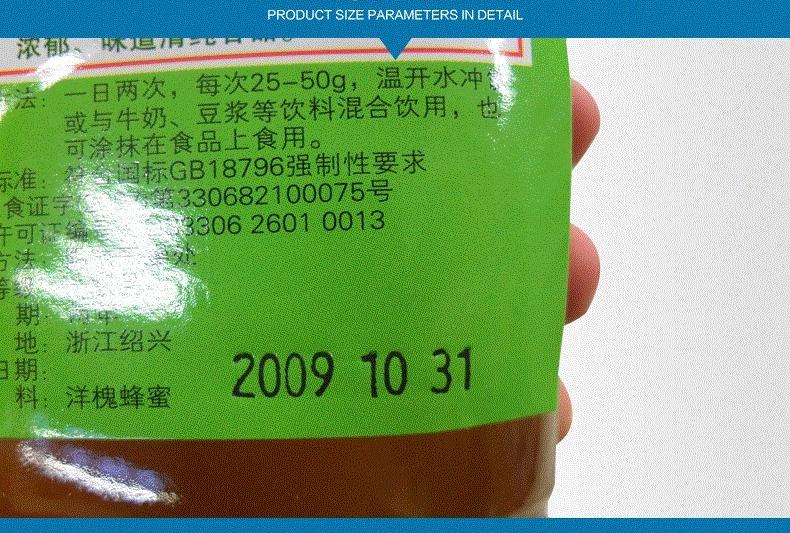 PRODUCT SIZE PARAMETERS IN DETAIL
浓郁、味道清纯
法: 一日两次，每次25-50g，温开水冲
或与牛奶、豆浆等饮料混合饮用，也
可涂抹在食品上食用。
标准: 符合国标GB18796强制性要求
食证字 第330682100075号
许可证编号 3306 2601 0013
方法:
等级
期: 两年
地: 浙江绍兴
日期:
2009 10 31
料: 洋槐蜂蜜